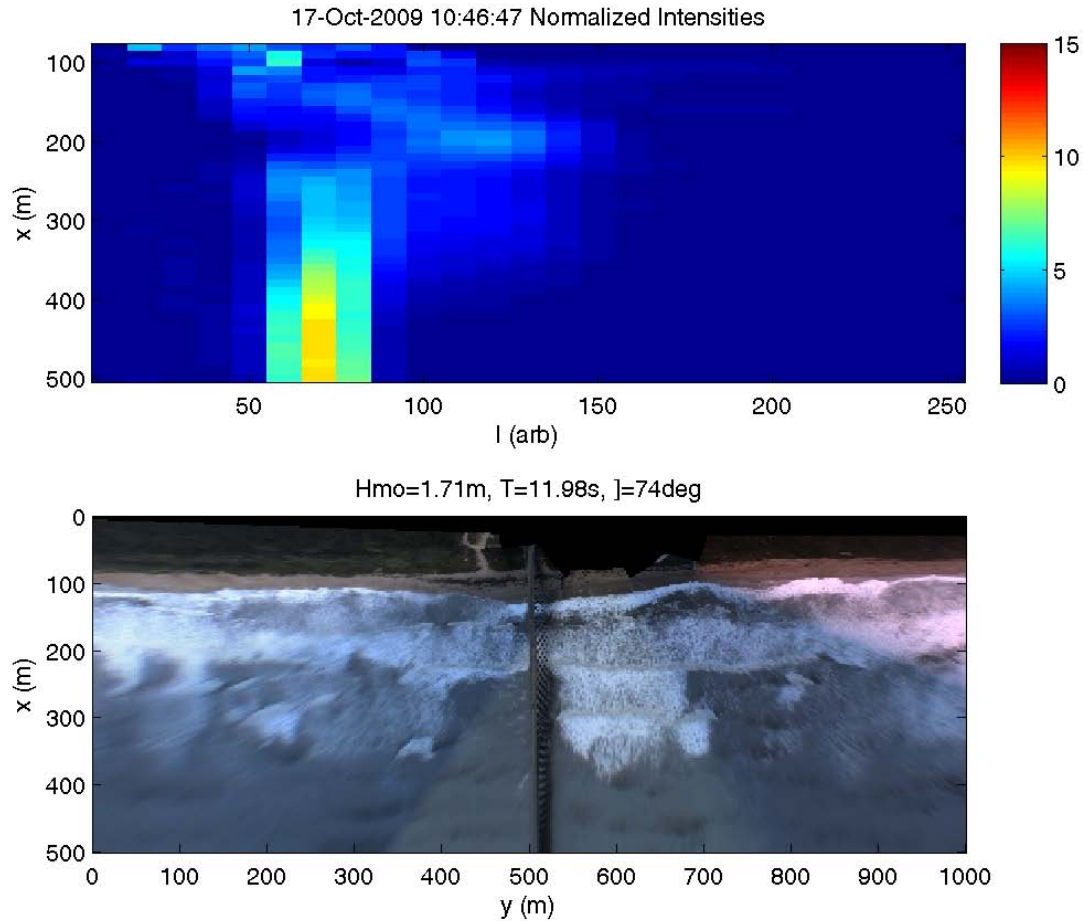 17-Oct-2009 10:46:47 Normalized Intensities
15
100
200
10
x (m)
300
5
400
500
0
50 100 150 200 250
I (arb)
Hmo=1.71m, T=11.98s, ]=74deg
0
100
200
x (m)
300
400
500
0 100 200 300 400 500 600 700 800 900 1000
y (m)